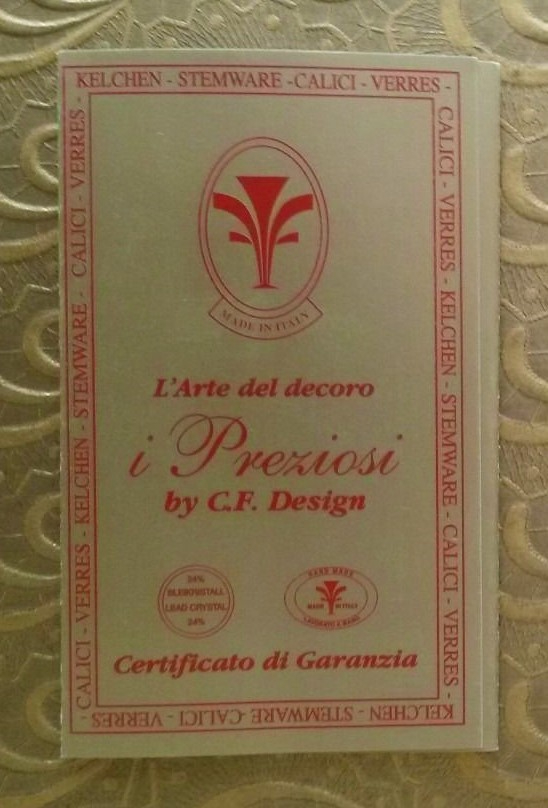 KELCHEN - STEMWARE -CALICI - VERRES -
CALICI - VERRES - KELCHEN - STEMWARE - CALICI - VERRES -
KELCHEN - STEMWARE -CALICI - VERRES -
CALICI - VERRES - KELCHEN - STEMWARE - CALICI - VERRES -
MADE IN ITALY
L'Arte del decoro
i Preziosi
by C.F. Design
24%
BLEIKRISTALL
LEAD CRYSTAL
24%
HAND MADE
MADE IN ITALY
LAVORATO A MANO
Certificato di Garanzia